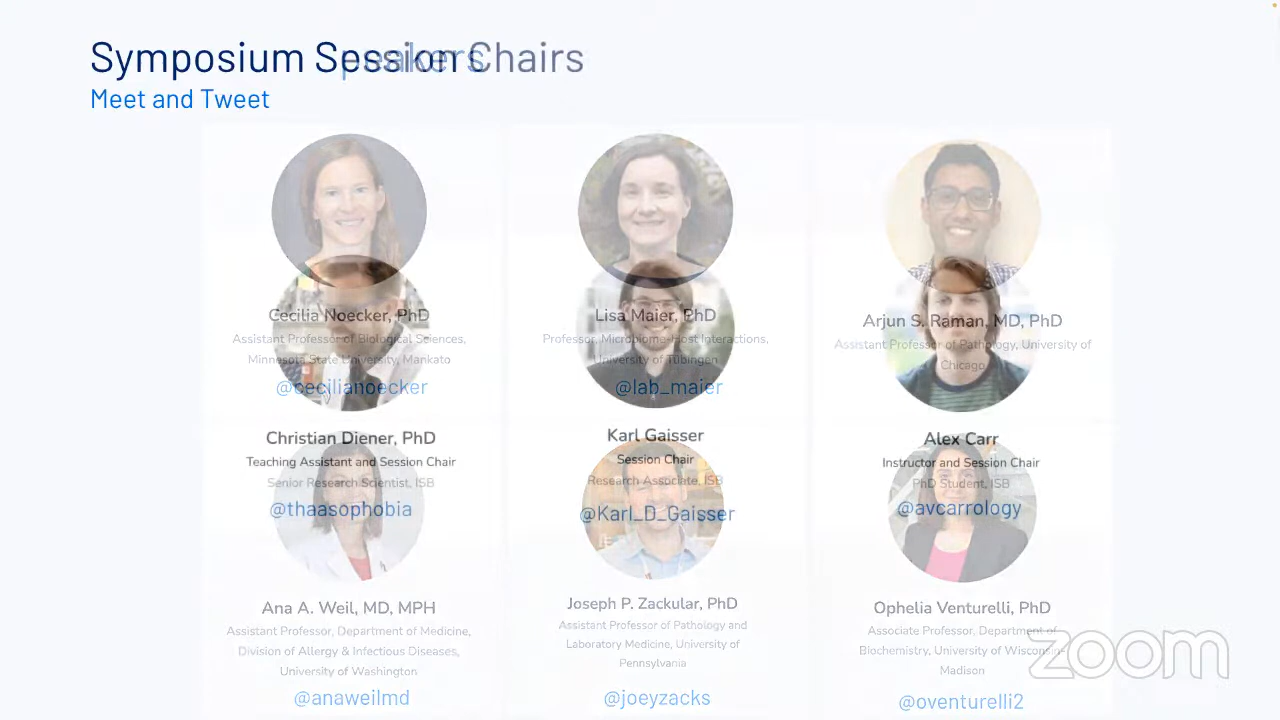 Symposium Speakers
Symposium Session Chairs
Meet and Tweet
Cecilia Noecker, PhD
Assistant Professor of Biological Sciences,
Minnesota State University, Mankato
@cecilianoecker
Lisa Maier, PhD
Professor, Microbiome-Host Interactions,
University of Tübingen
@lab_maier
Arjun S. Raman, MD, PhD
Assistant Professor of Pathology, University of
Chicago
Christian Diener, PhD
Teaching Assistant and Session Chair
Senior Research Scientist, ISB
@thaasophobia
Karl Gaisser
Session Chair
Research Associate, ISB
@Karl_D_Gaisser
Alex Carr
Instructor and Session Chair
PhD Student, ISB
@avcarrology
Ana A. Weil, MD, MPH
Assistant Professor, Department of Medicine,
Division of Allergy & Infectious Diseases,
University of Washington
@anaweilmd
Joseph P. Zackular, PhD
Assistant Professor of Pathology and
Laboratory Medicine, University of
Pennsylvania
@joeyzacks
Ophelia Venturelli, PhD
Associate Professor, Department of
Biochemistry, University of Wisconsin-
Madison
@oventurelli2
zoom